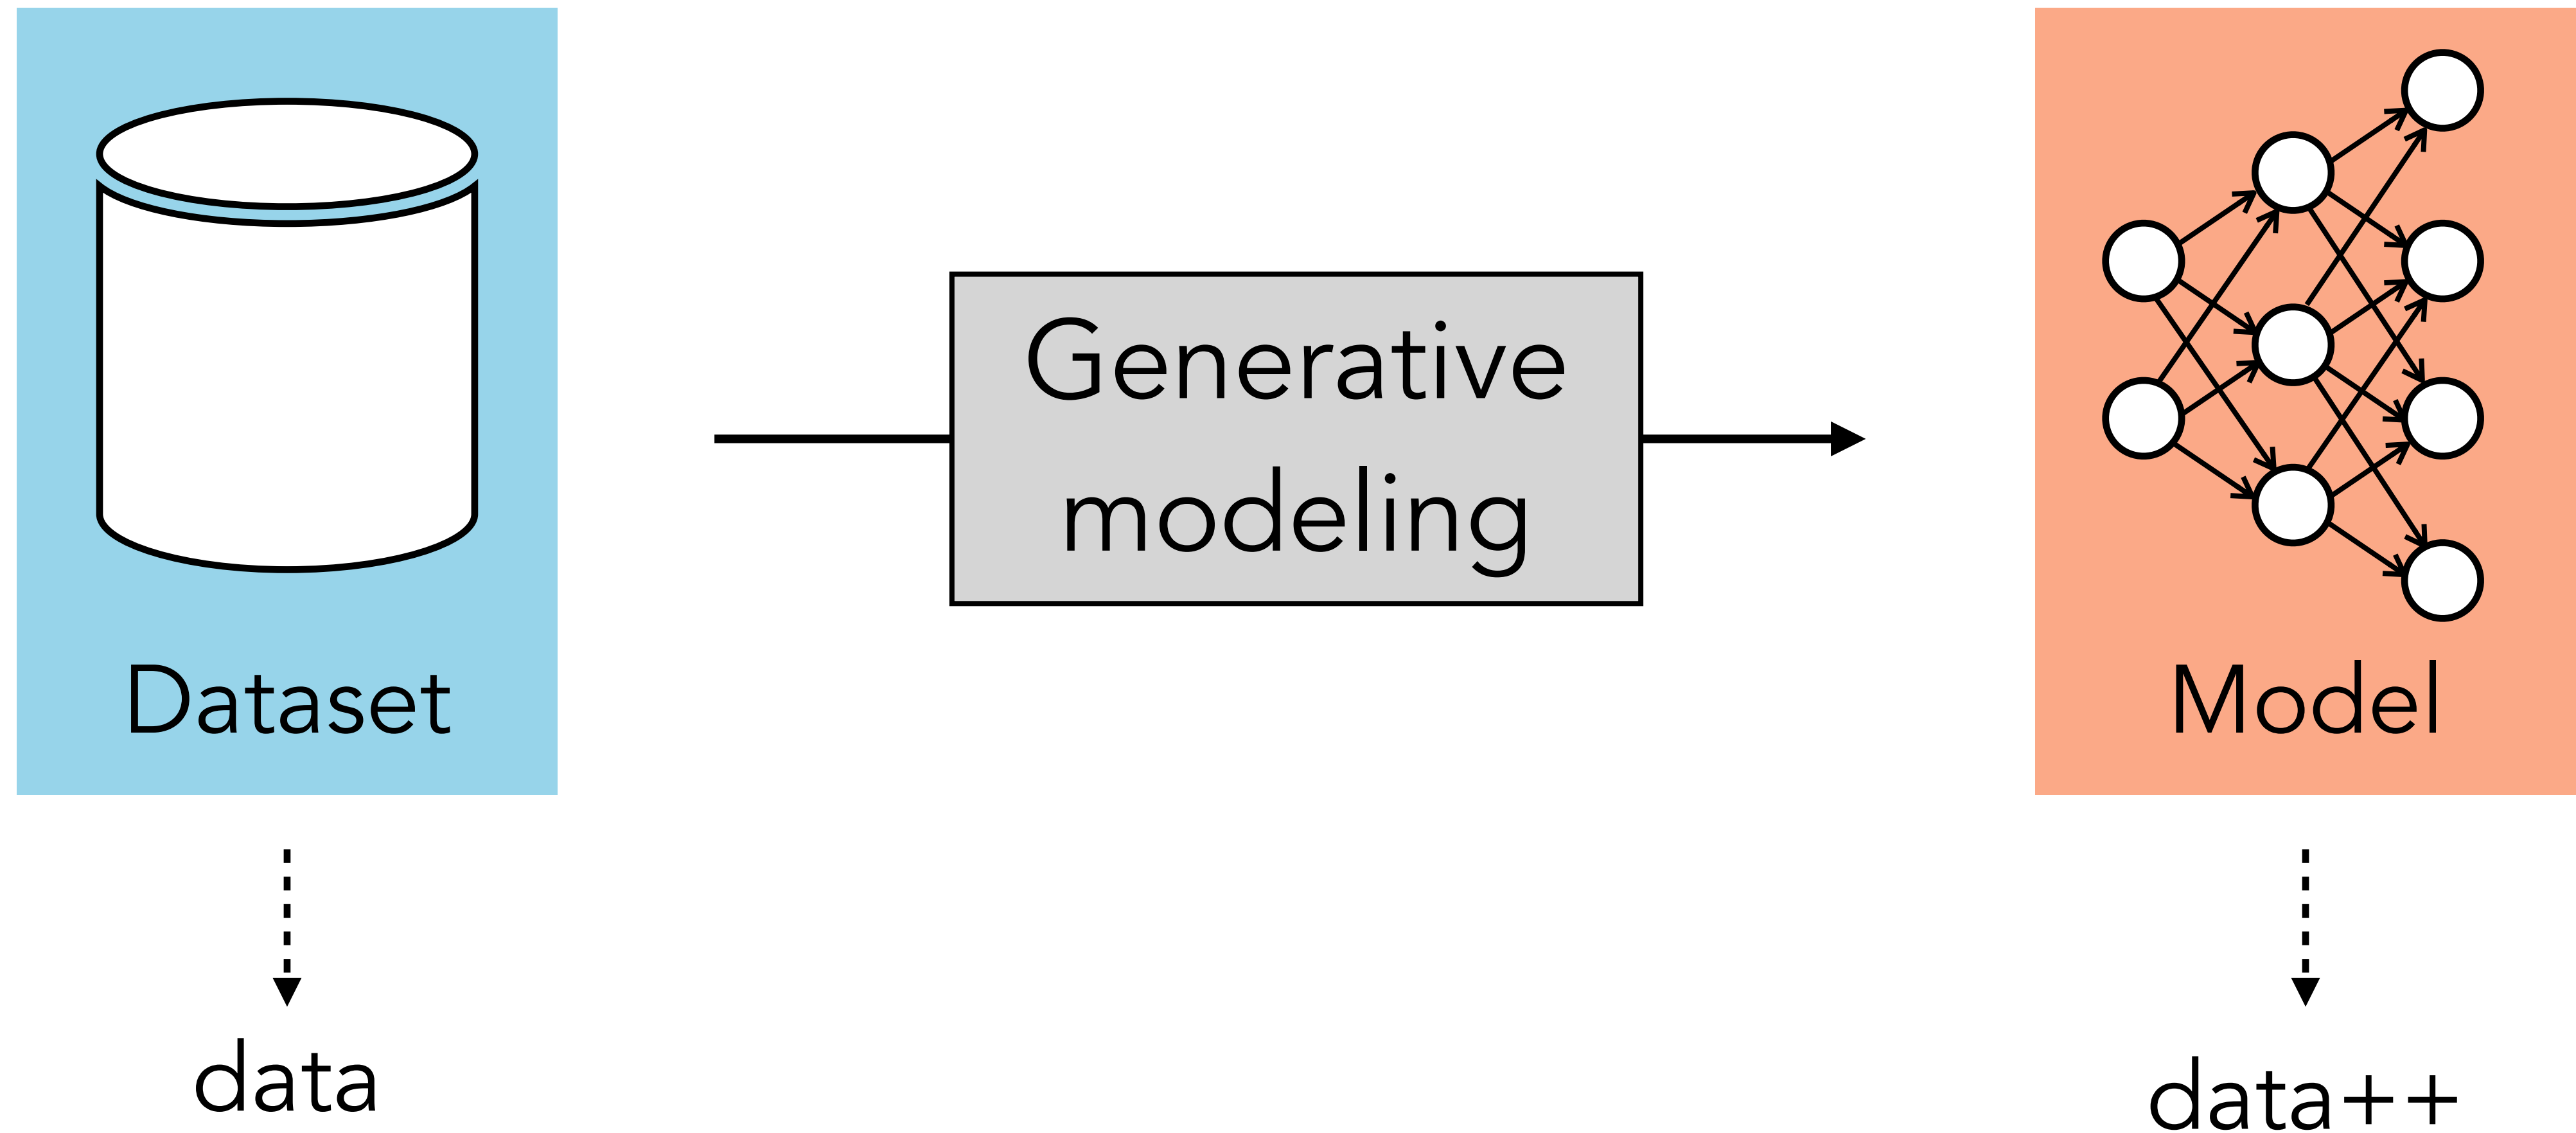 Generative
modeling
Dataset
Model
data
data++